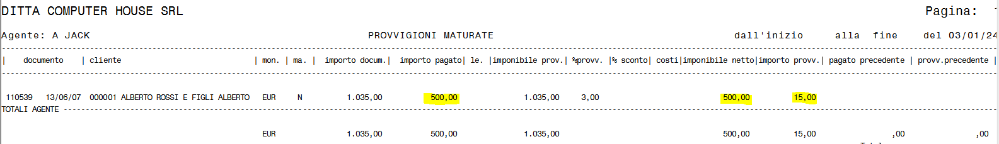 DITTA COMPUTER HOUSE SRL Pagina:
Agente: A JACK PROVVIGIONI MATURATE dall'inizio alla fine del 03/01/24
| documento | cliente | mon. | ma. | importo docum.| importo pagato| le. |imponibile prov.| %provv. |% sconto| costi|imponibile netto|importo provv.| pagato precedente | provv.precedente |
110539 13/06/07 000001 ALBERTO ROSSI E FIGLI ALBERTO EUR N 1.035,00 500,00 1.035,00 3,00 500,00 15,00
TOTALI AGENTE
EUR 1.035,00 500,00 1.035,00 500,00 15,00 ,00 ,00